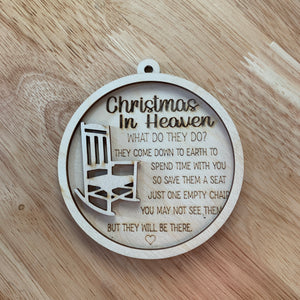 Christmas
In Heaven
WHAT DO THEY DO?
THEY COME DOWN TO EARTH TO
SPEND TIME WITH YOU
SO SAVE THEM A SEAT
JUST ONE EMPTY CHAIR
YOU MAY NOT SEE THEM
BUT THEY WILL BE THERE.